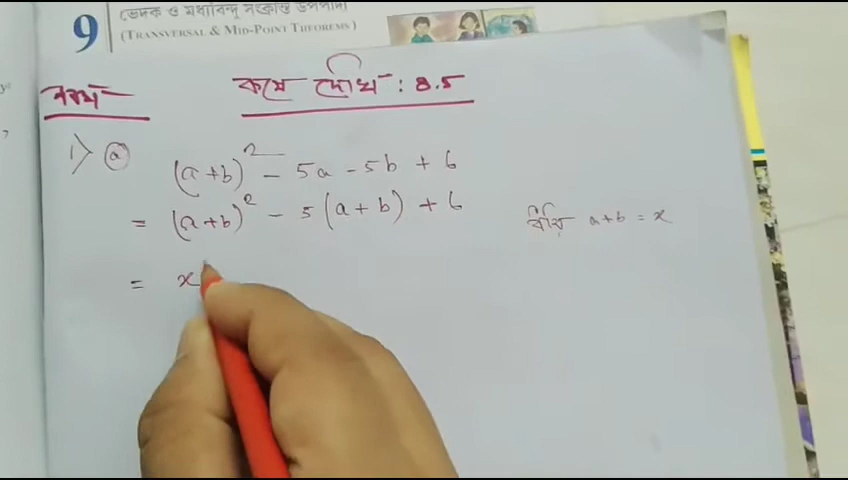 9 ভেদক ও মধ্যবিন্দু সংক্রান্ত উপপাদ্য
(TRANSVERSAL & MID-POINT THEOREMS)
নবম কষে দেখি : 8.5
1) (a) (a+b)² - 5a - 5b + 6
= (a+b)² - 5(a+b) + 6 ধরি a+b = x
= x